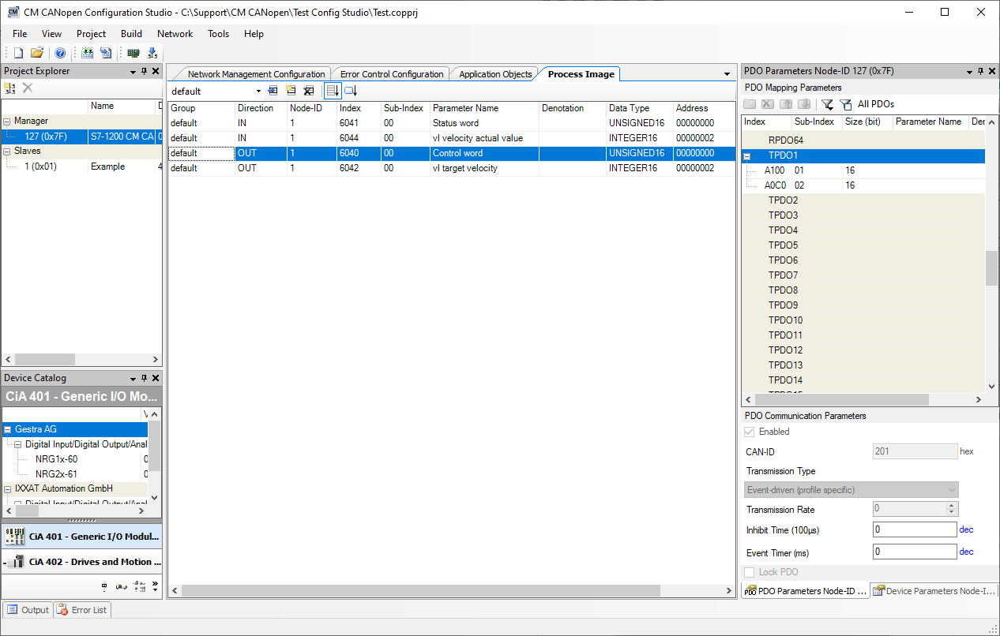 CM CANopen Configuration Studio - C:\Support\CM CANopen\Test Config Studio\Test.copprj
File View Project Build Network Tools Help
Project Explorer
Name
Manager
127 (0x7F) S7-1200 CM CA
Slaves
1 (0x01) Example 4
Device Catalog
CiA 401 - Generic I/O Mo...
Gestra AG
Digital Input/Digital Output/Anal
NRG1x-60 0
NRG2x-61 0
IXXAT Automation GmbH
Digital Input/Digital Output/Anal
CiA 401 - Generic I/O Modul...
CiA 402 - Drives and Motion ...
Output Error List
Network Management Configuration Error Control Configuration Application Objects Process Image
default
Group Direction Node-ID Index Sub-Index Parameter Name Denotation Data Type Address
default IN 1 6041 00 Status word UNSIGNED16 00000000
default IN 1 6044 00 vl velocity actual value INTEGER16 00000002
default OUT 1 6040 00 Control word UNSIGNED16 00000000
default OUT 1 6042 00 vl target velocity INTEGER16 00000002
PDO Parameters Node-ID 127 (0x7F)
PDO Mapping Parameters
All PDOs
Index Sub-Index Size (bit) Parameter Name Der
RPDO64
TPDO1
A100 01 16
A0C0 02 16
TPDO2
TPDO3
TPDO4
TPDO5
TPDO6
TPDO7
TPDO8
TPDO9
TPDO10
TPDO11
TPDO12
TPDO13
TPDO14
PDO Communication Parameters
Enabled
CAN-ID 201 hex
Transmission Type
Event-driven (profile specific)
Transmission Rate 0
Inhibit Time (100µs) 0 dec
Event Timer (ms) 0 dec
Lock PDO
PDO Parameters Node-ID ... Device Parameters Node-I...